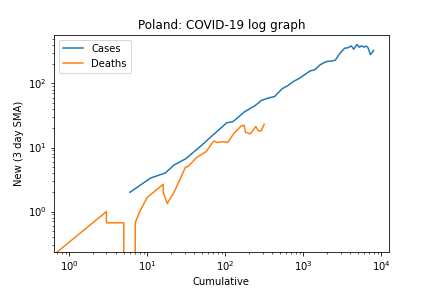 Poland: COVID-19 log graph
Cases
Deaths
New (3 day SMA)
10²
10¹
10⁰
10⁰ 10¹ 10² 10³ 10⁴
Cumulative